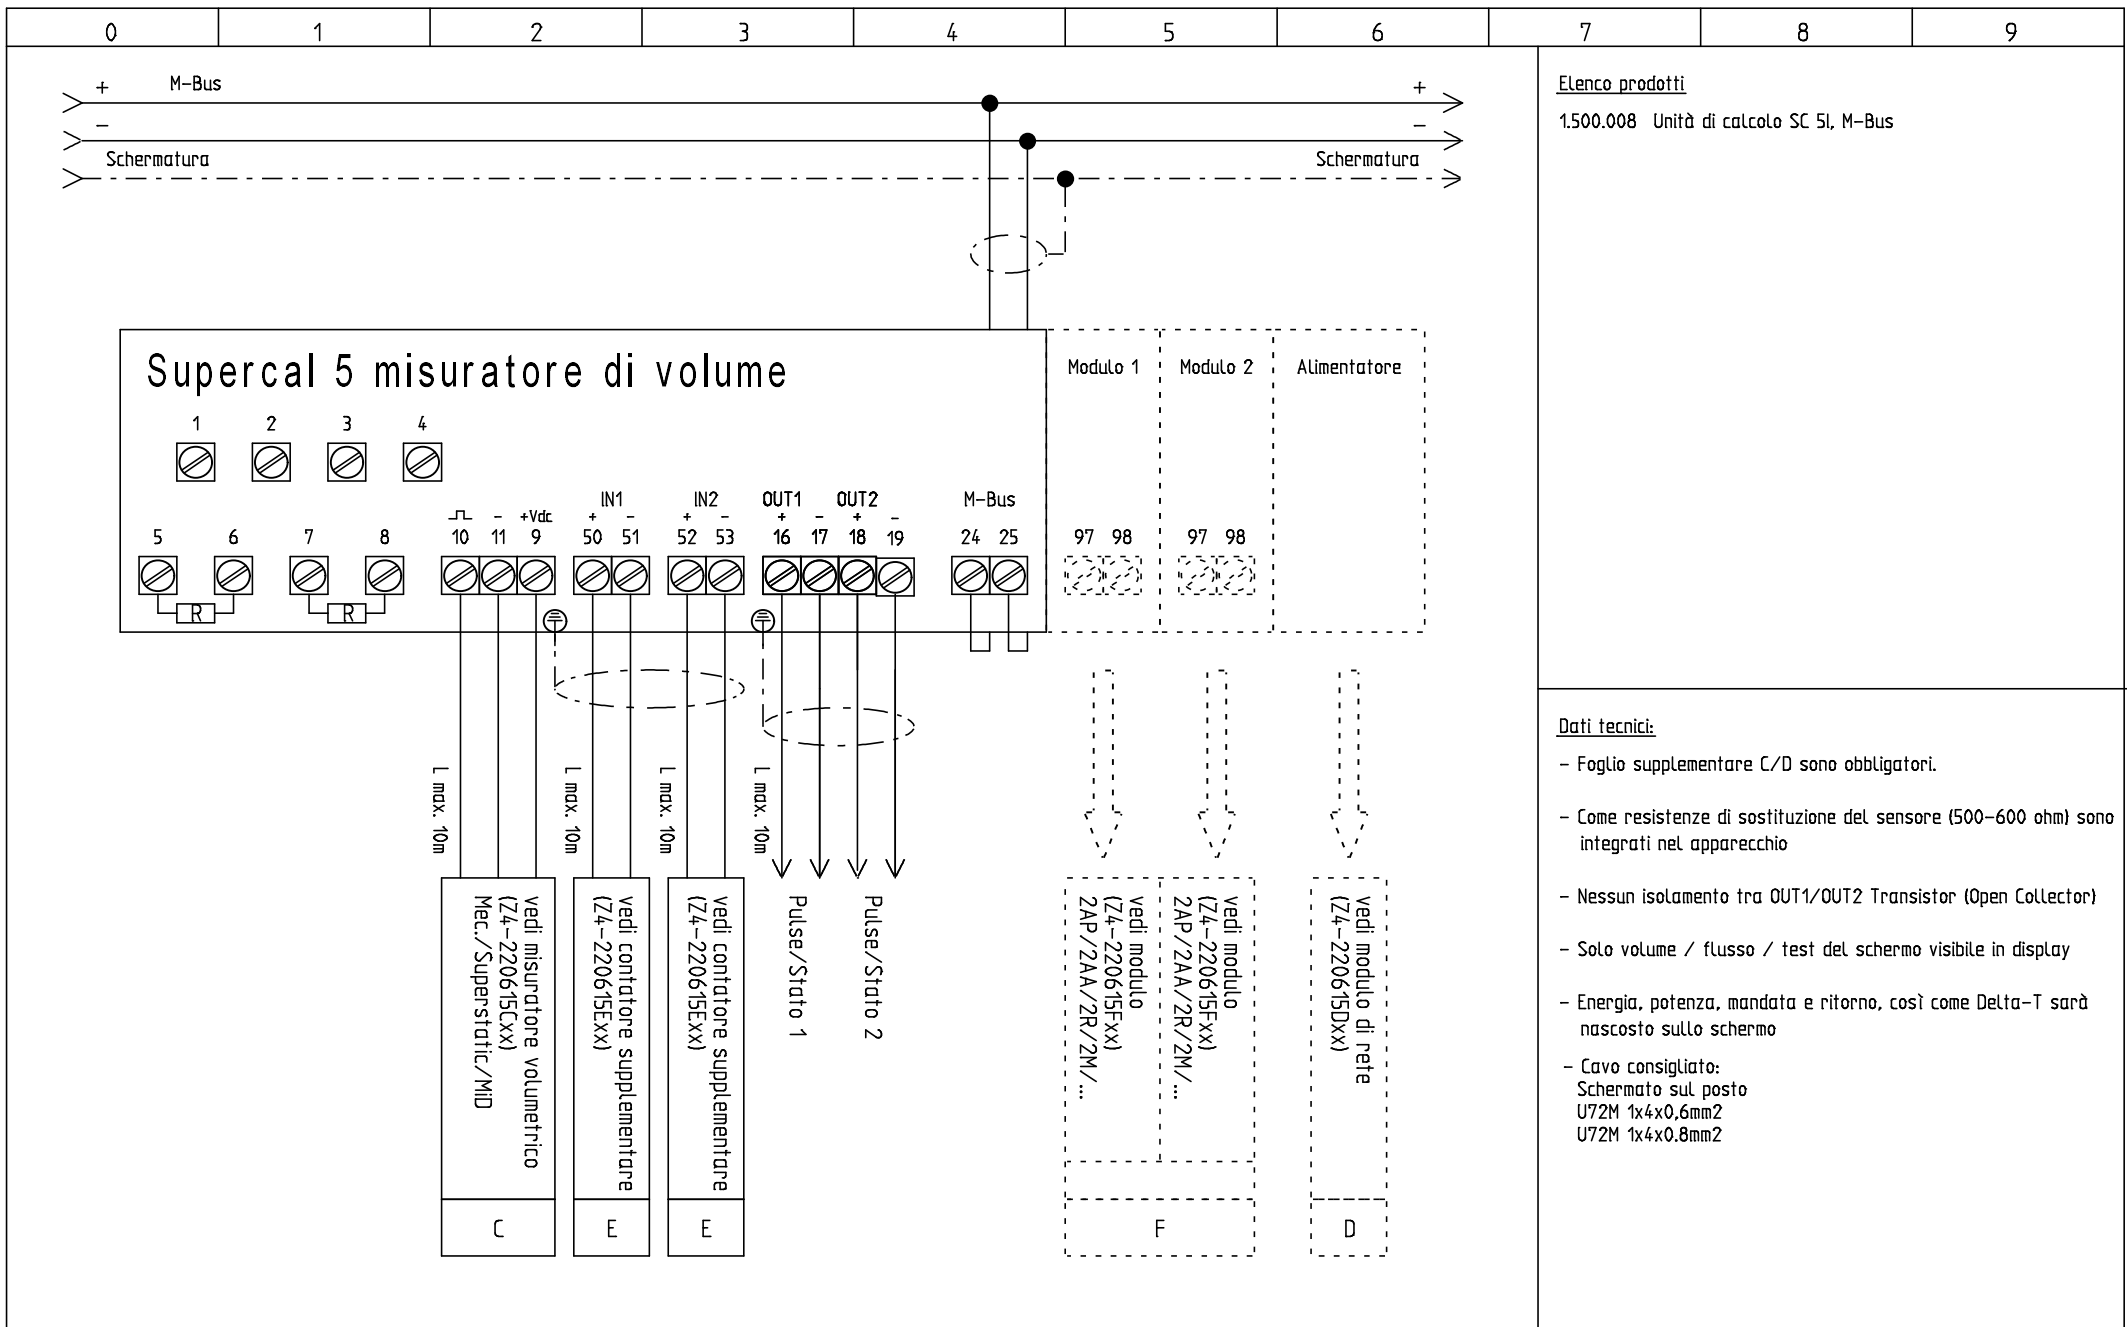 0 1 2 3 4 5 6 7 8 9
+ M-Bus +
- -
Schermatura Schermatura
Supercal 5 misuratore di volume
Modulo 1 Modulo 2 Alimentatore
1 2 3 4
IN1 IN2 OUT1 OUT2 M-Bus
- +Vdc + - + - + - + -
5 6 7 8 10 11 9 50 51 52 53 16 17 18 19 24 25 97 98 97 98
R R
L max. 10m
L max. 10m
L max. 10m
L max. 10m
vedi misuratore volumetrico
(Z4-220615Cxx)
Mec./Superstatic/MiD
C
vedi contatore supplementare
(Z4-220615Exx)
E
vedi contatore supplementare
(Z4-220615Exx)
E
Pulse/Stato 1
Pulse/Stato 2
vedi modulo
(Z4-220615Fxx)
2AP/2AA/2R/2M/...
vedi modulo
(Z4-220615Fxx)
2AP/2AA/2R/2M/...
F
vedi modulo di rete
(Z4-220615Dxx)
D
Elenco prodotti
1.500.008 Unità di calcolo SC 5I, M-Bus
Dati tecnici:
- Foglio supplementare C/D sono obbligatori.
- Come resistenze di sostituzione del sensore (500-600 ohm) sono
integrati nel apparecchio
- Nessun isolamento tra OUT1/OUT2 Transistor (Open Collector)
- Solo volume / flusso / test del schermo visibile in display
- Energia, potenza, mandata e ritorno, così come Delta-T sarà
nascosto sullo schermo
- Cavo consigliato:
Schermato sul posto
U72M 1x4x0,6mm2
U72M 1x4x0.8mm2